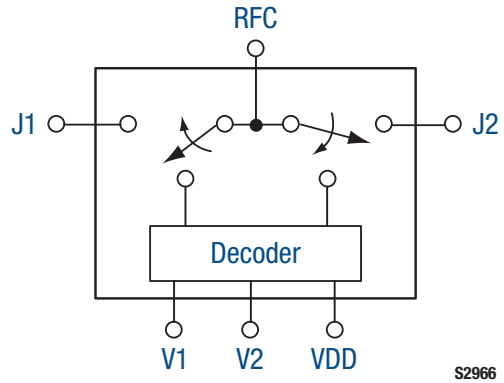 RFC
J1
J2
Decoder
V1 V2 VDD
S2966